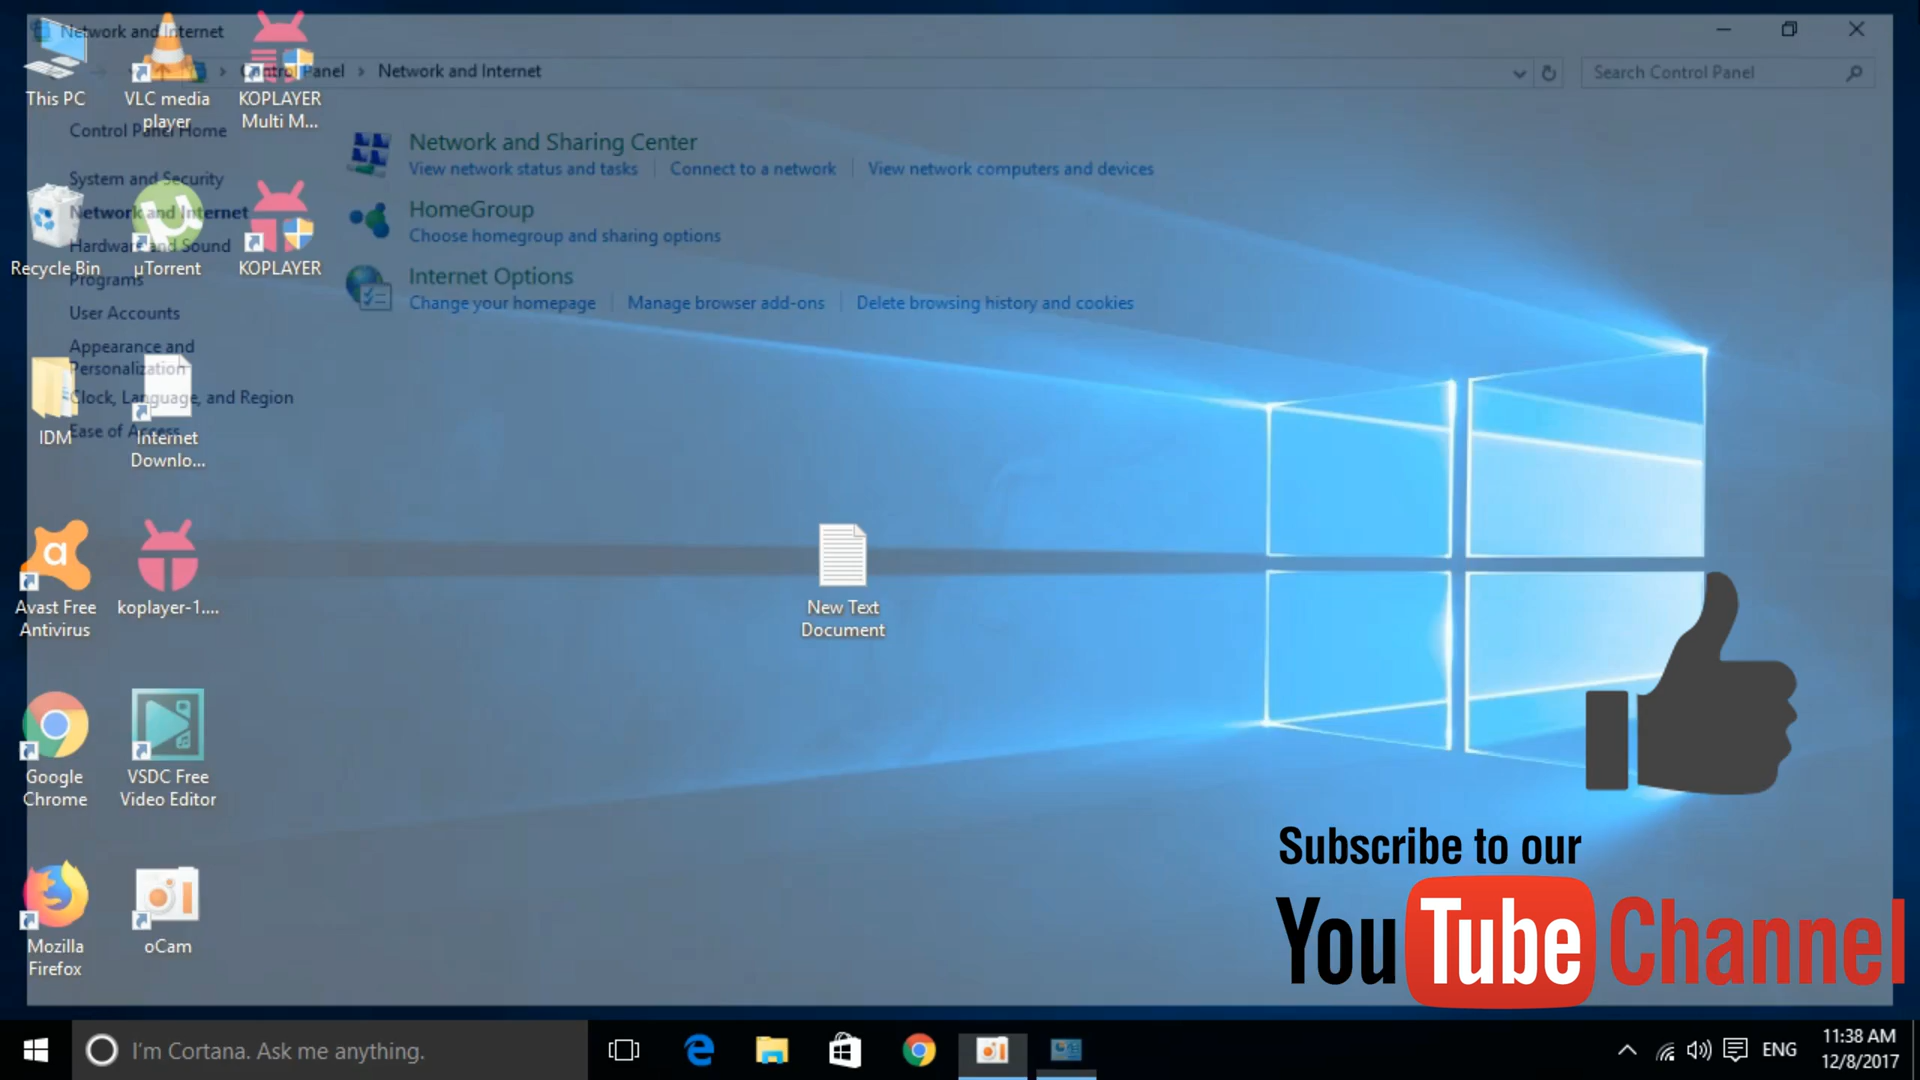 Network and Internet
Control Panel > Network and Internet
Search Control Panel
Control Panel Home
System and Security
Network and Internet
Hardware and Sound
Programs
User Accounts
Appearance and
Personalization
Clock, Language, and Region
Ease of Access
Network and Sharing Center
View network status and tasks
Connect to a network
View network computers and devices
HomeGroup
Choose homegroup and sharing options
Internet Options
Change your homepage
Manage browser add-ons
Delete browsing history and cookies
This PC
VLC media
player
KOPLAYER
Multi M...
Recycle Bin
µTorrent
KOPLAYER
IDM
Internet
Downlo...
Avast Free
Antivirus
koplayer-1....
New Text
Document
Google
Chrome
VSDC Free
Video Editor
Mozilla
Firefox
oCam
Subscribe to our
YouTube Channel
I'm Cortana. Ask me anything.
ENG
11:38 AM
12/8/2017